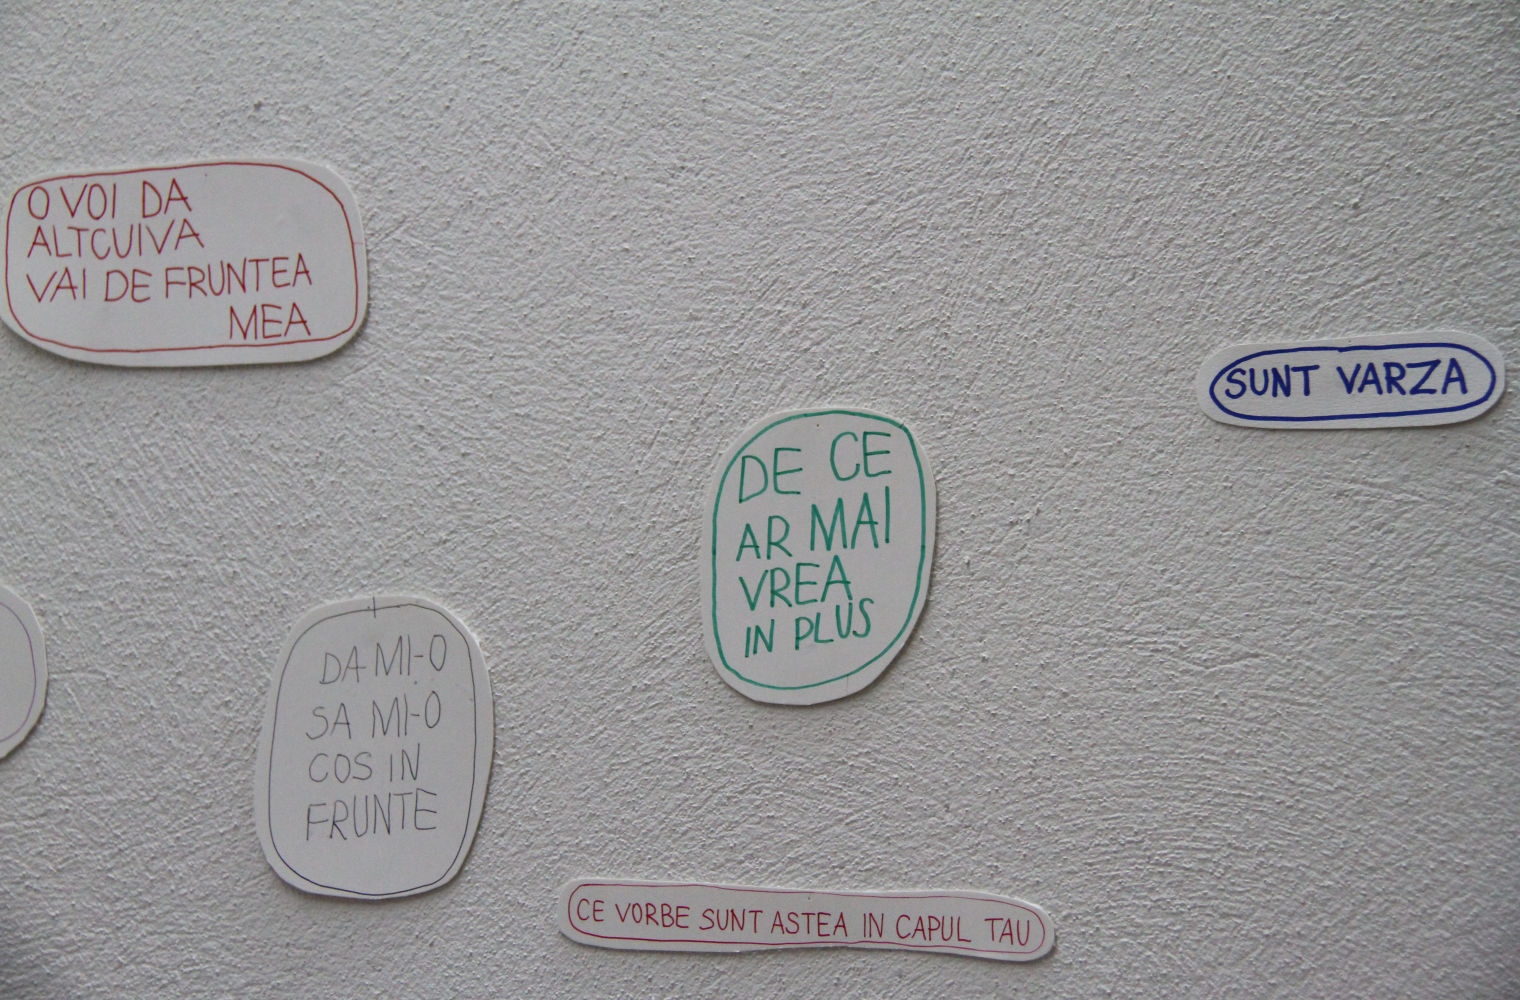 O VOI DA
ALTCUIVA
VAI DE FRUNTEA
MEA
SUNT VARZA
DE CE
AR MAI
VREA
IN PLUS
DA-MI-O
SA MI-O
COS IN
FRUNTE
CE VORBE SUNT ASTEA IN CAPUL TAU